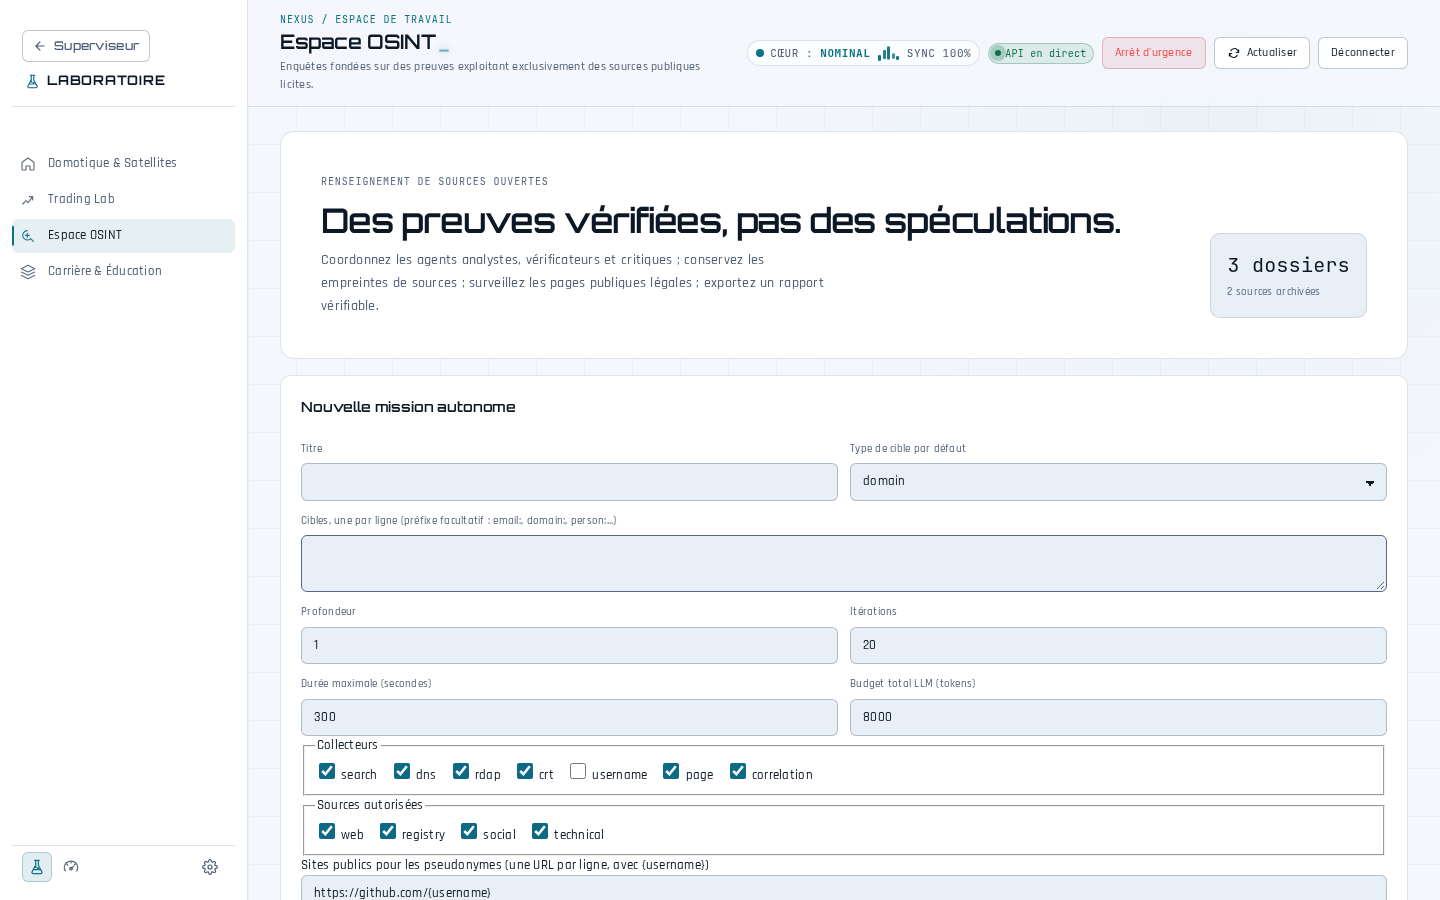 Superviseur
LABORATOIRE
Domotique & Satellites
Trading Lab
Espace OSINT
Carrière & Éducation
NEXUS / ESPACE DE TRAVAIL
Espace OSINT_
Enquêtes fondées sur des preuves exploitant exclusivement des sources publiques
licites.
CŒUR : NOMINAL SYNC 100%
API en direct
Arrêt d'urgence
Actualiser
Déconnecter
RENSEIGNEMENT DE SOURCES OUVERTES
Des preuves vérifiées, pas des spéculations.
Coordonnez les agents analystes, vérificateurs et critiques ; conservez les
empreintes de sources ; surveillez les pages publiques légales ; exportez un rapport
vérifiable.
3 dossiers
2 sources archivées
Nouvelle mission autonome
Titre
Type de cible par défaut
domain
Cibles, une par ligne (préfixe facultatif : email:, domain:, person:…)
Profondeur
Itérations
1
20
Durée maximale (secondes)
Budget total LLM (tokens)
300
8000
Collecteurs
search dns rdap crt username page correlation
Sources autorisées
web registry social technical
Sites publics pour les pseudonymes (une URL par ligne, avec {username})
https://github.com/{username}